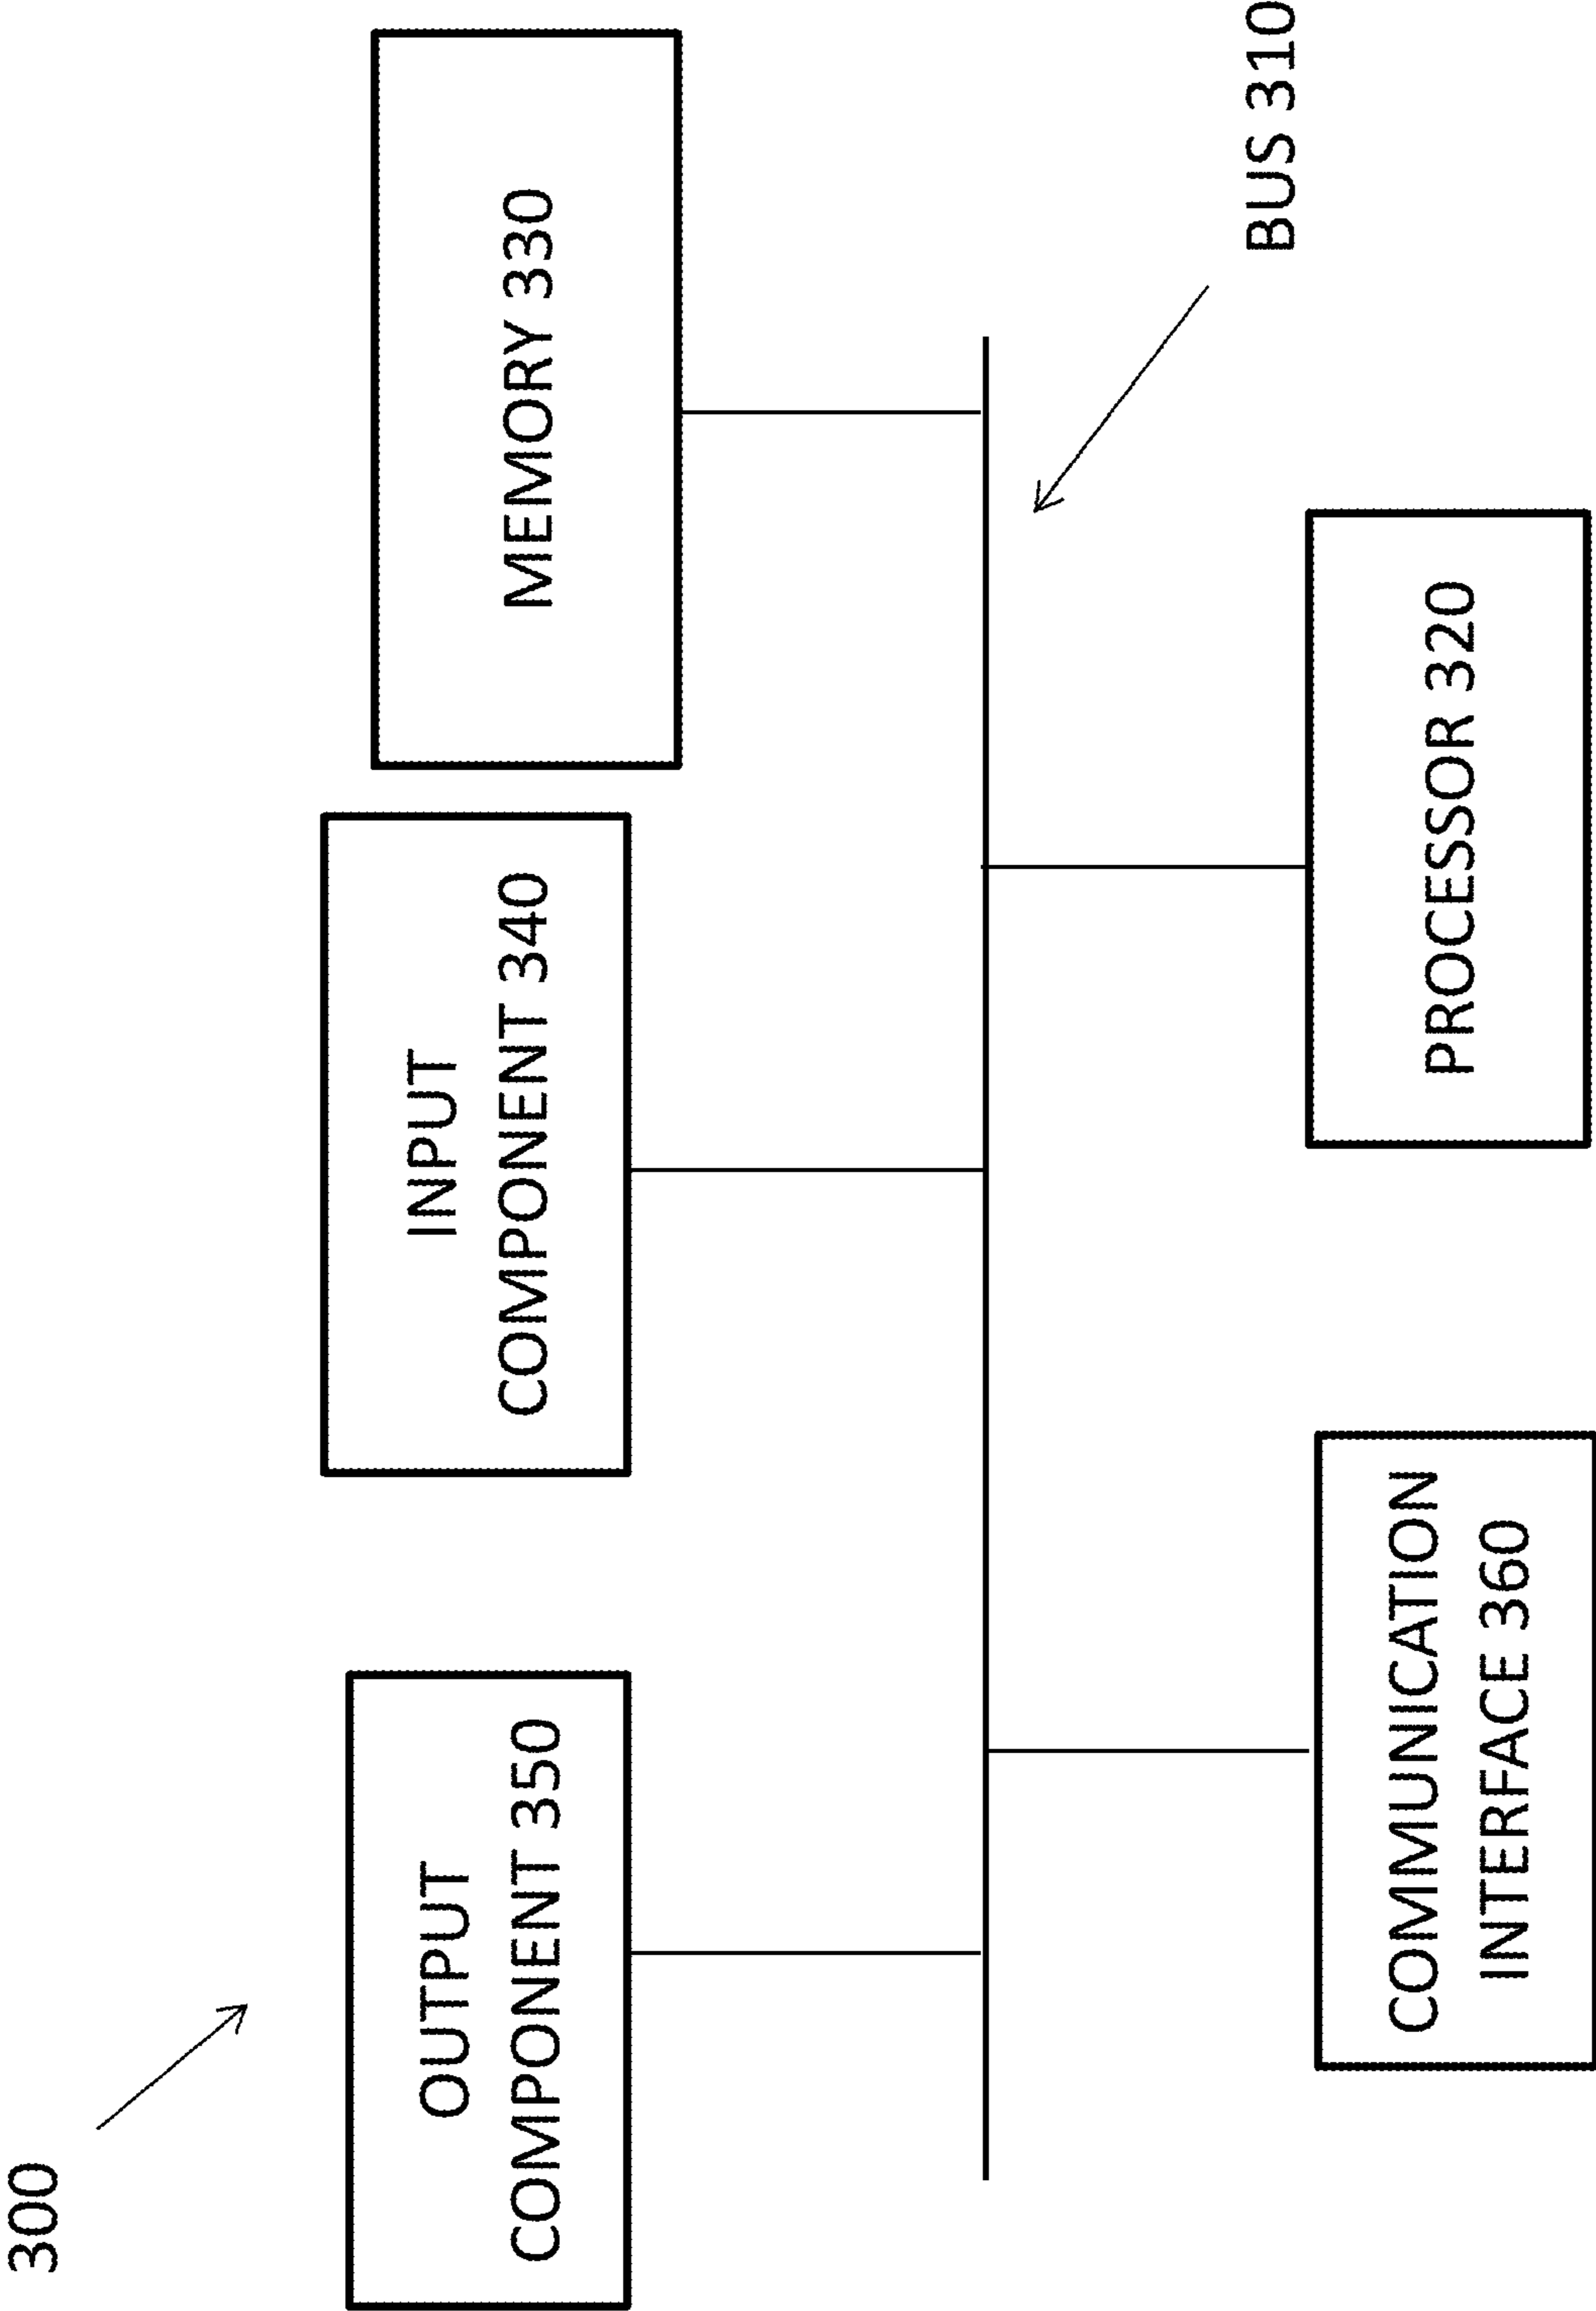 300
OUTPUT
COMPONENT 350
INPUT
COMPONENT 340
MEMORY 330
BUS 310
COMMUNICATION
INTERFACE 360
PROCESSOR 320